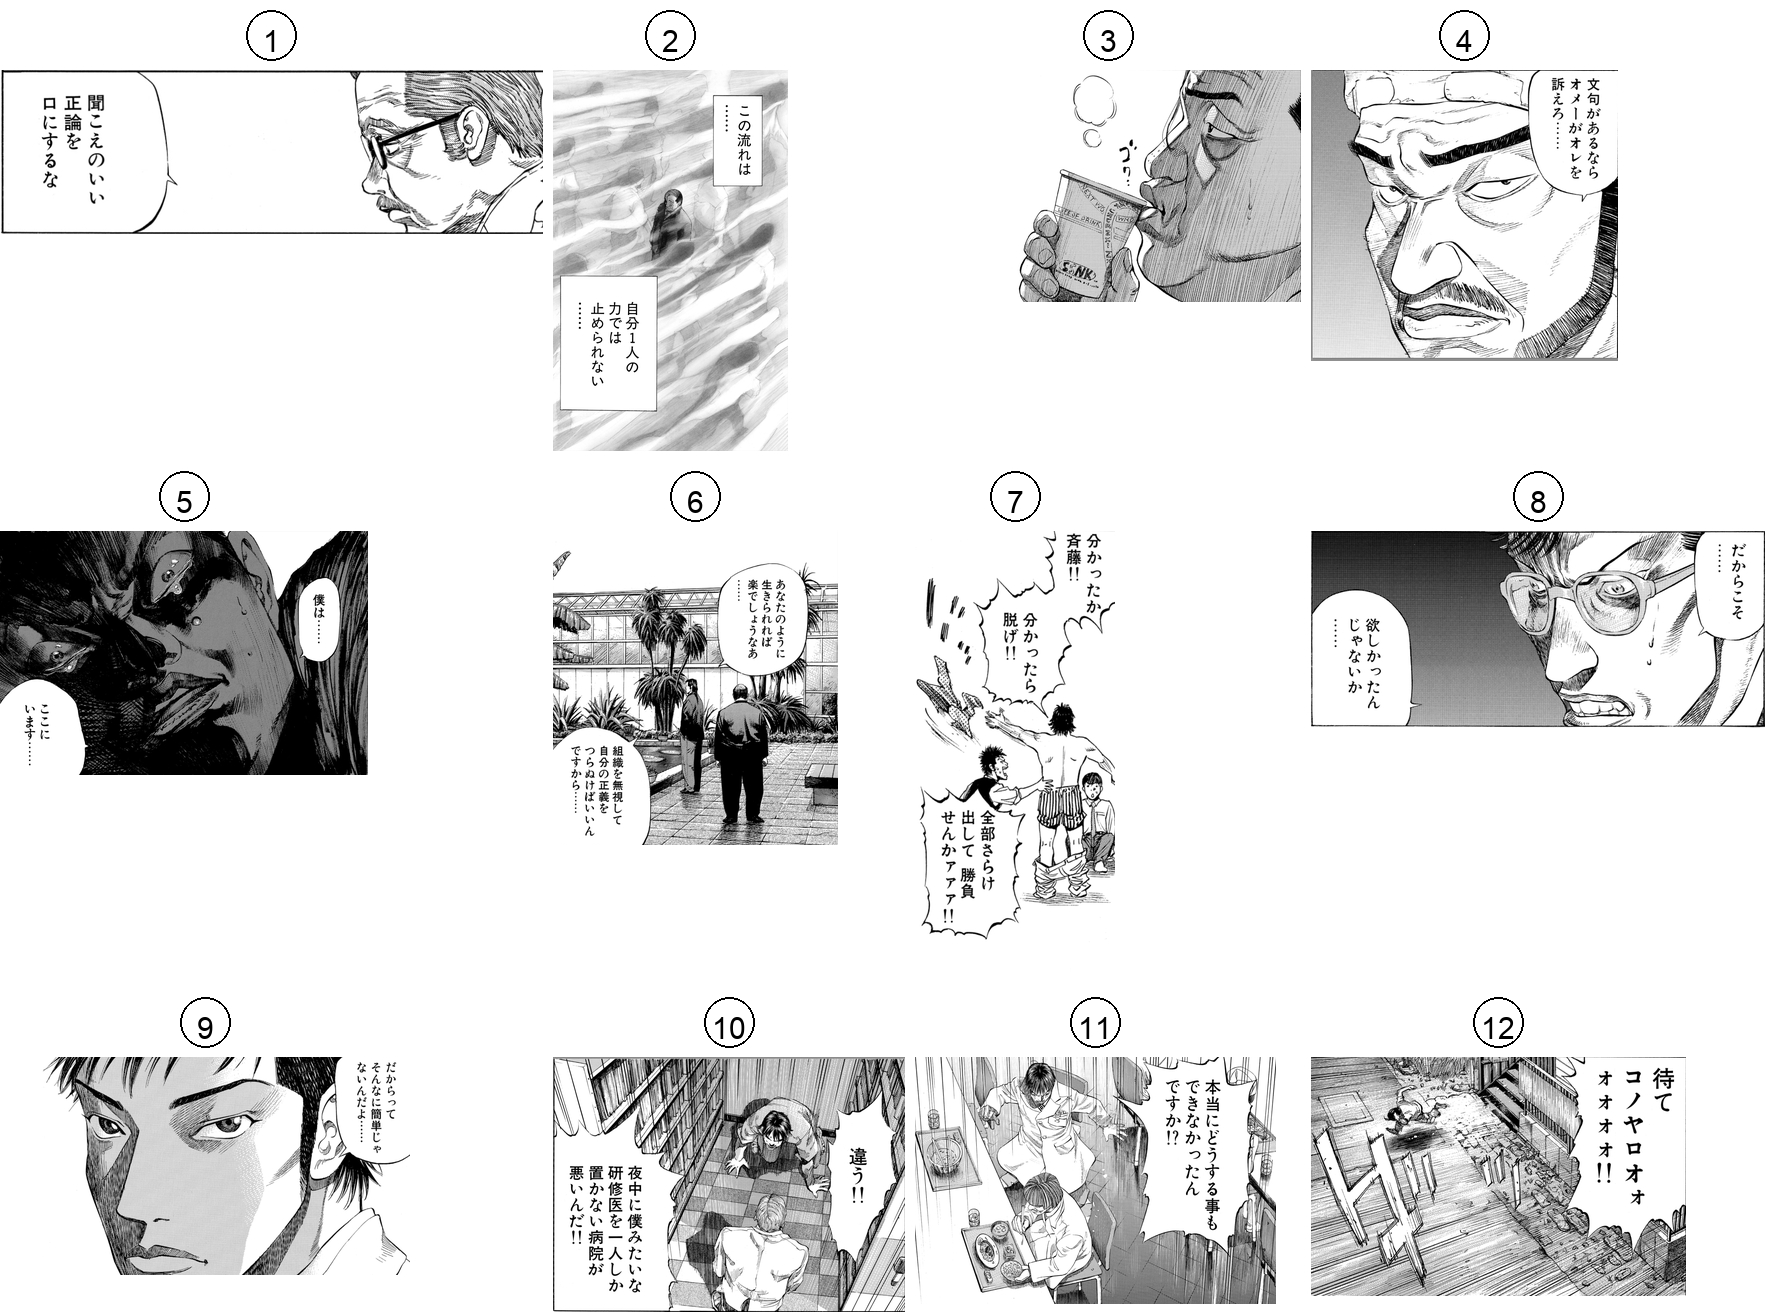 1
聞こえのいい
正論を
口にするな
2
この流れは
……
自分1人の
力では
止められない
……
3
ゴク…
SONK
4
文句があるなら
オメーがオレを
訴えろ……
5
僕は……
ここに
います……
6
あなたのように
生きられれば
楽でしょうなあ
……
組織を無視して
自分の正義を
つらぬけばいいん
ですから……
7
分かったか
斉藤!!
分かったら
脱げ!!
全部さらけ
出して 勝負
せんかァァァ!!
8
だからこそ
……
欲しかったん
じゃないか
……
9
だからって
そんなに簡単じゃ
ないんだよ……
10
違う!!
夜中に僕みたいな
研修医を一人しか
置かない病院が
悪いんだ!!
11
本当にどうする事も
できなかったん
ですか!?
12
待て
コノヤロオォ
ォォォォォ!!